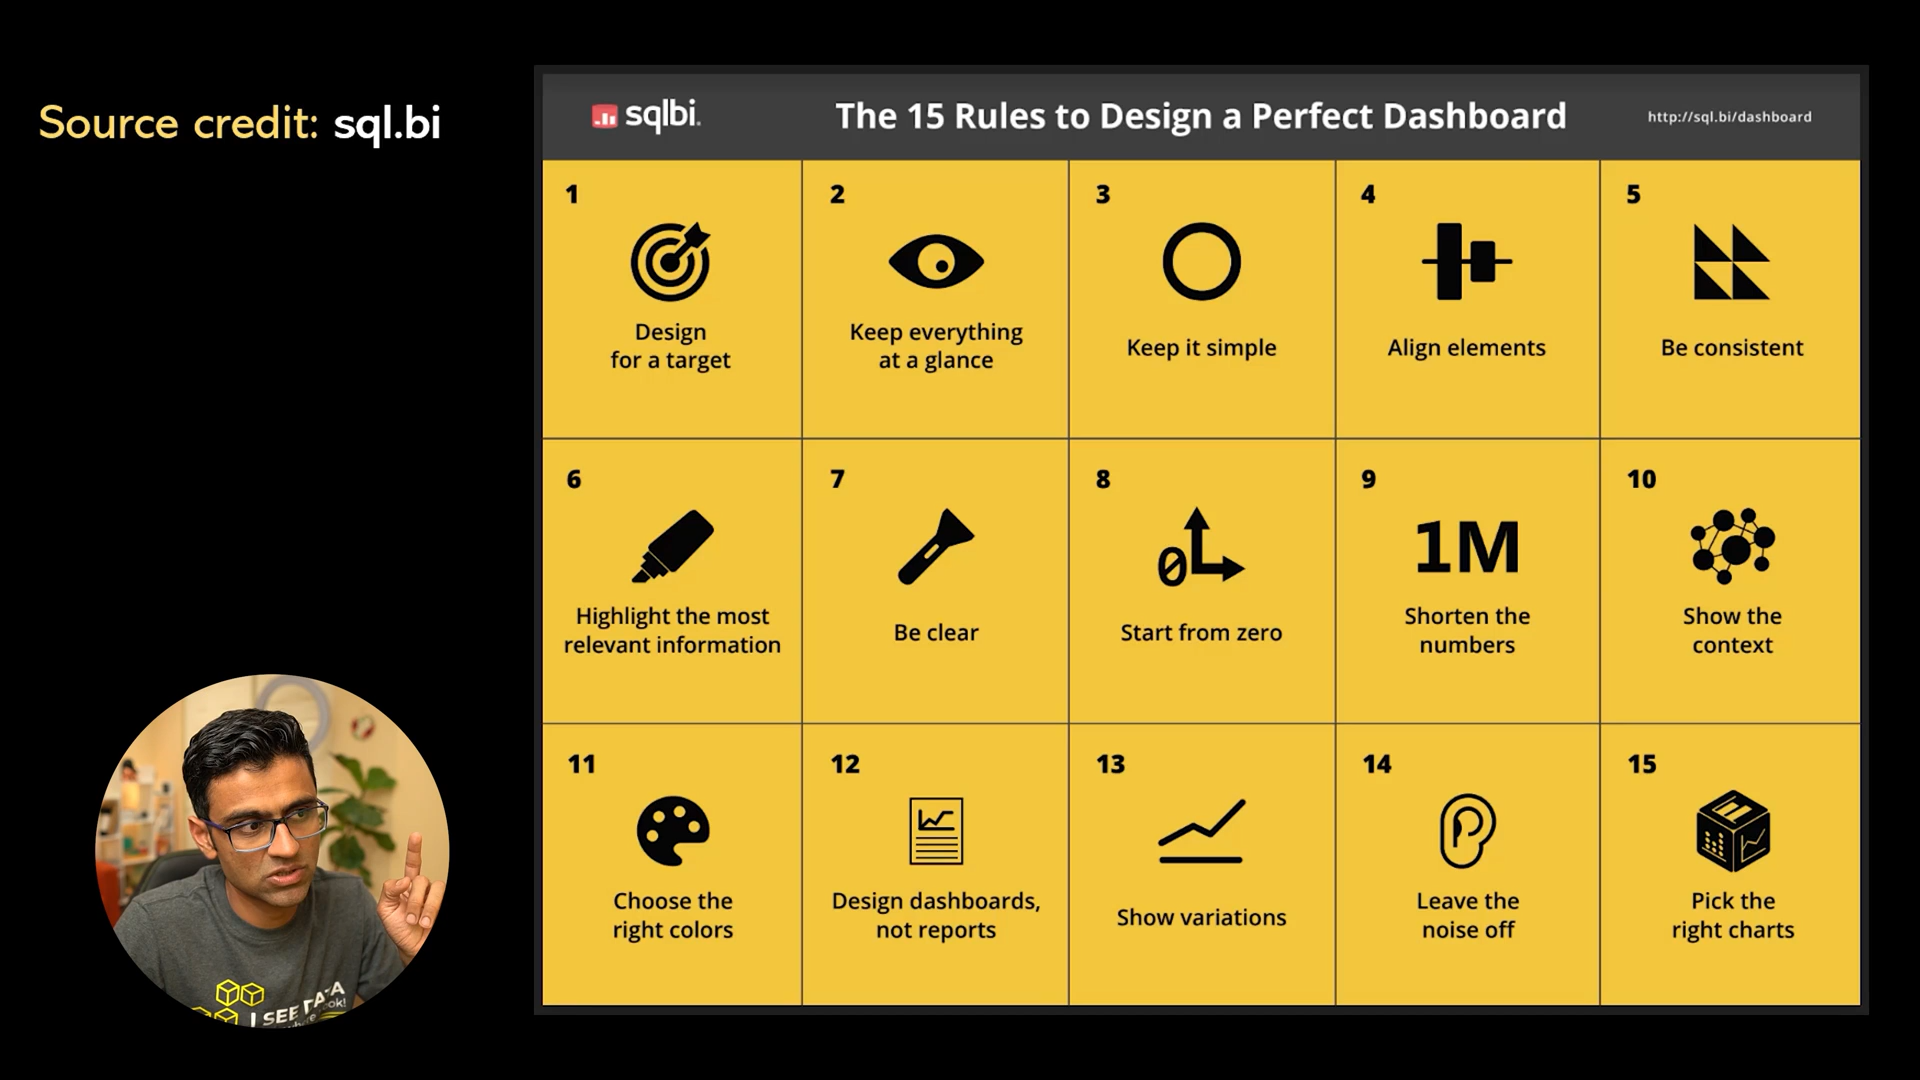 Source credit: sql.bi
sqlbi.
The 15 Rules to Design a Perfect Dashboard
http://sql.bi/dashboard
1
Design
for a target
2
Keep everything
at a glance
3
Keep it simple
4
Align elements
5
Be consistent
6
Highlight the most
relevant information
7
Be clear
8
0
Start from zero
9
1M
Shorten the
numbers
10
Show the
context
11
Choose the
right colors
12
Design dashboards,
not reports
13
Show variations
14
Leave the
noise off
15
Pick the
right charts
I SEE DATA